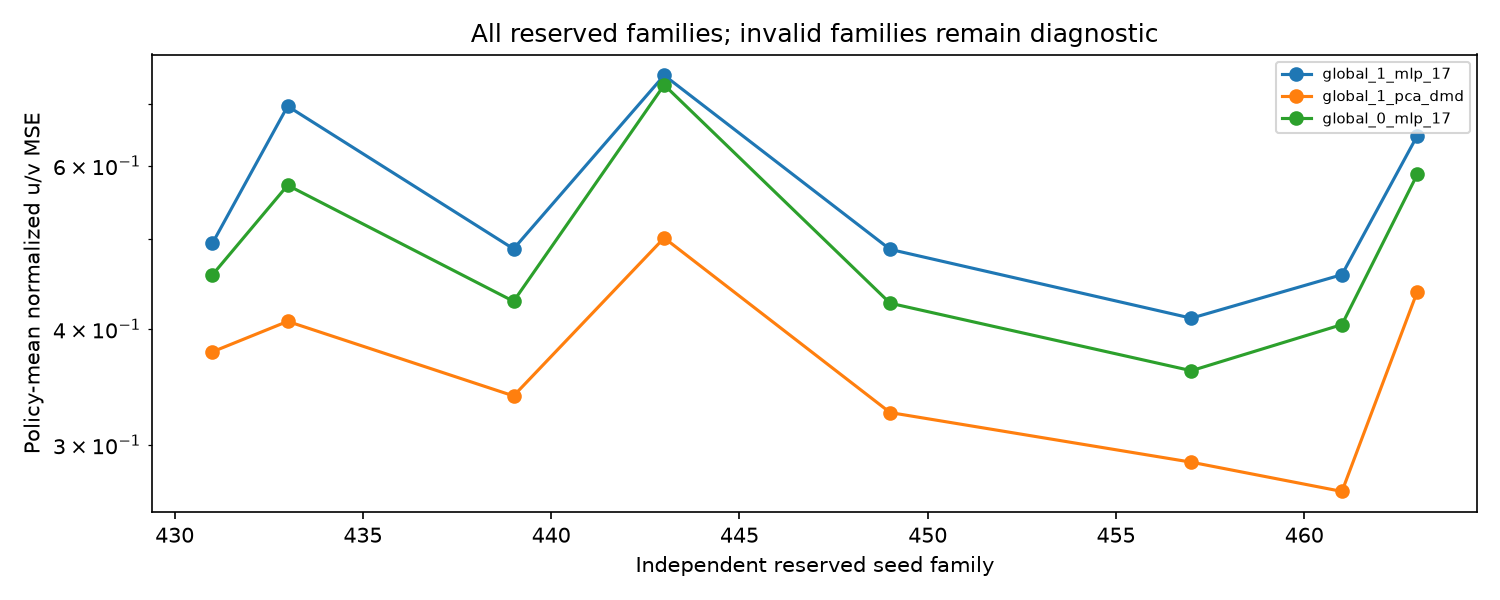 All reserved families; invalid families remain diagnostic
global_1_mlp_17
global_1_pca_dmd
global_0_mlp_17
Policy-mean normalized u/v MSE
6 × 10⁻¹
4 × 10⁻¹
3 × 10⁻¹
430 435 440 445 450 455 460
Independent reserved seed family